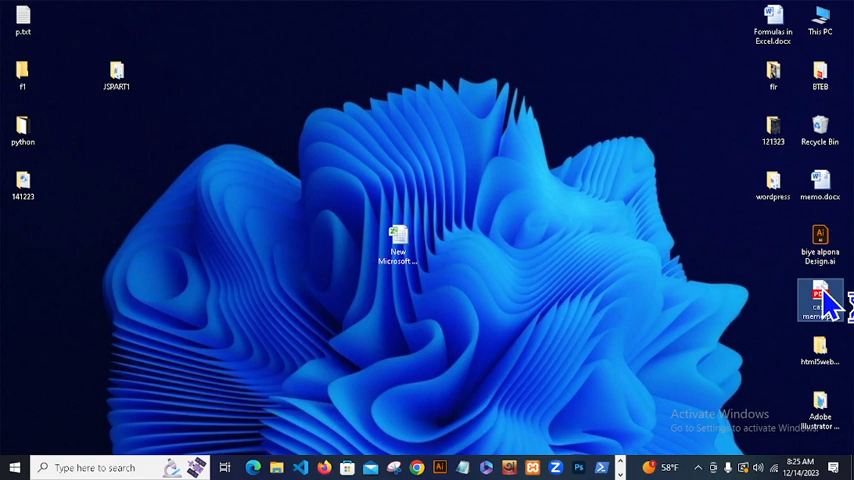 p.txt
Formulas in
Excel.docx
This PC
f1
JSPART1
flr
BTEB
python
121323
Recycle Bin
141223
wordpress
memo.docx
New
Microsoft ...
biye alpona
Design.ai
html5web...
Adobe
Illustrator ...
Activate Windows
Go to Settings to activate Windows.
Type here to search
58°F
8:25 AM
12/14/2023